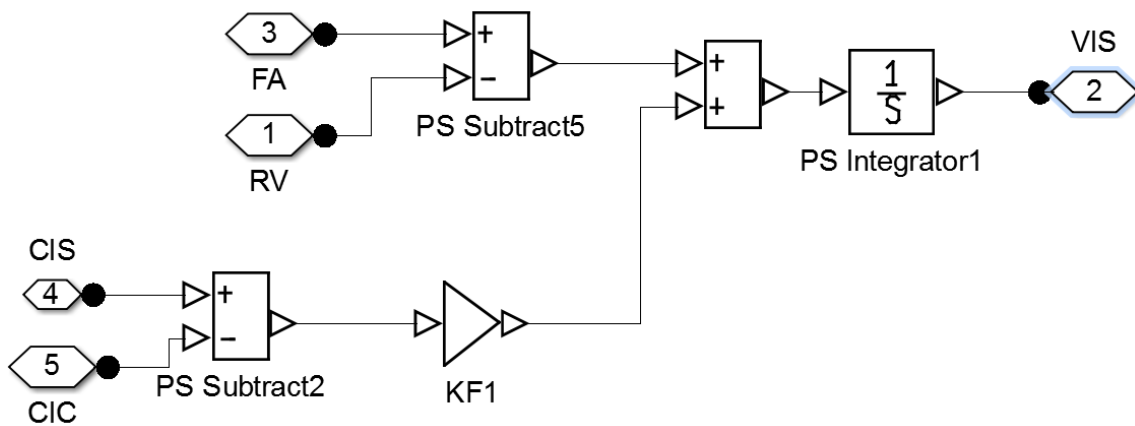 3
+
FA
−
1
RV
PS Subtract5
+
+
1
S
PS Integrator1
VIS
2
CIS
4
+
−
5
CIC
PS Subtract2
KF1